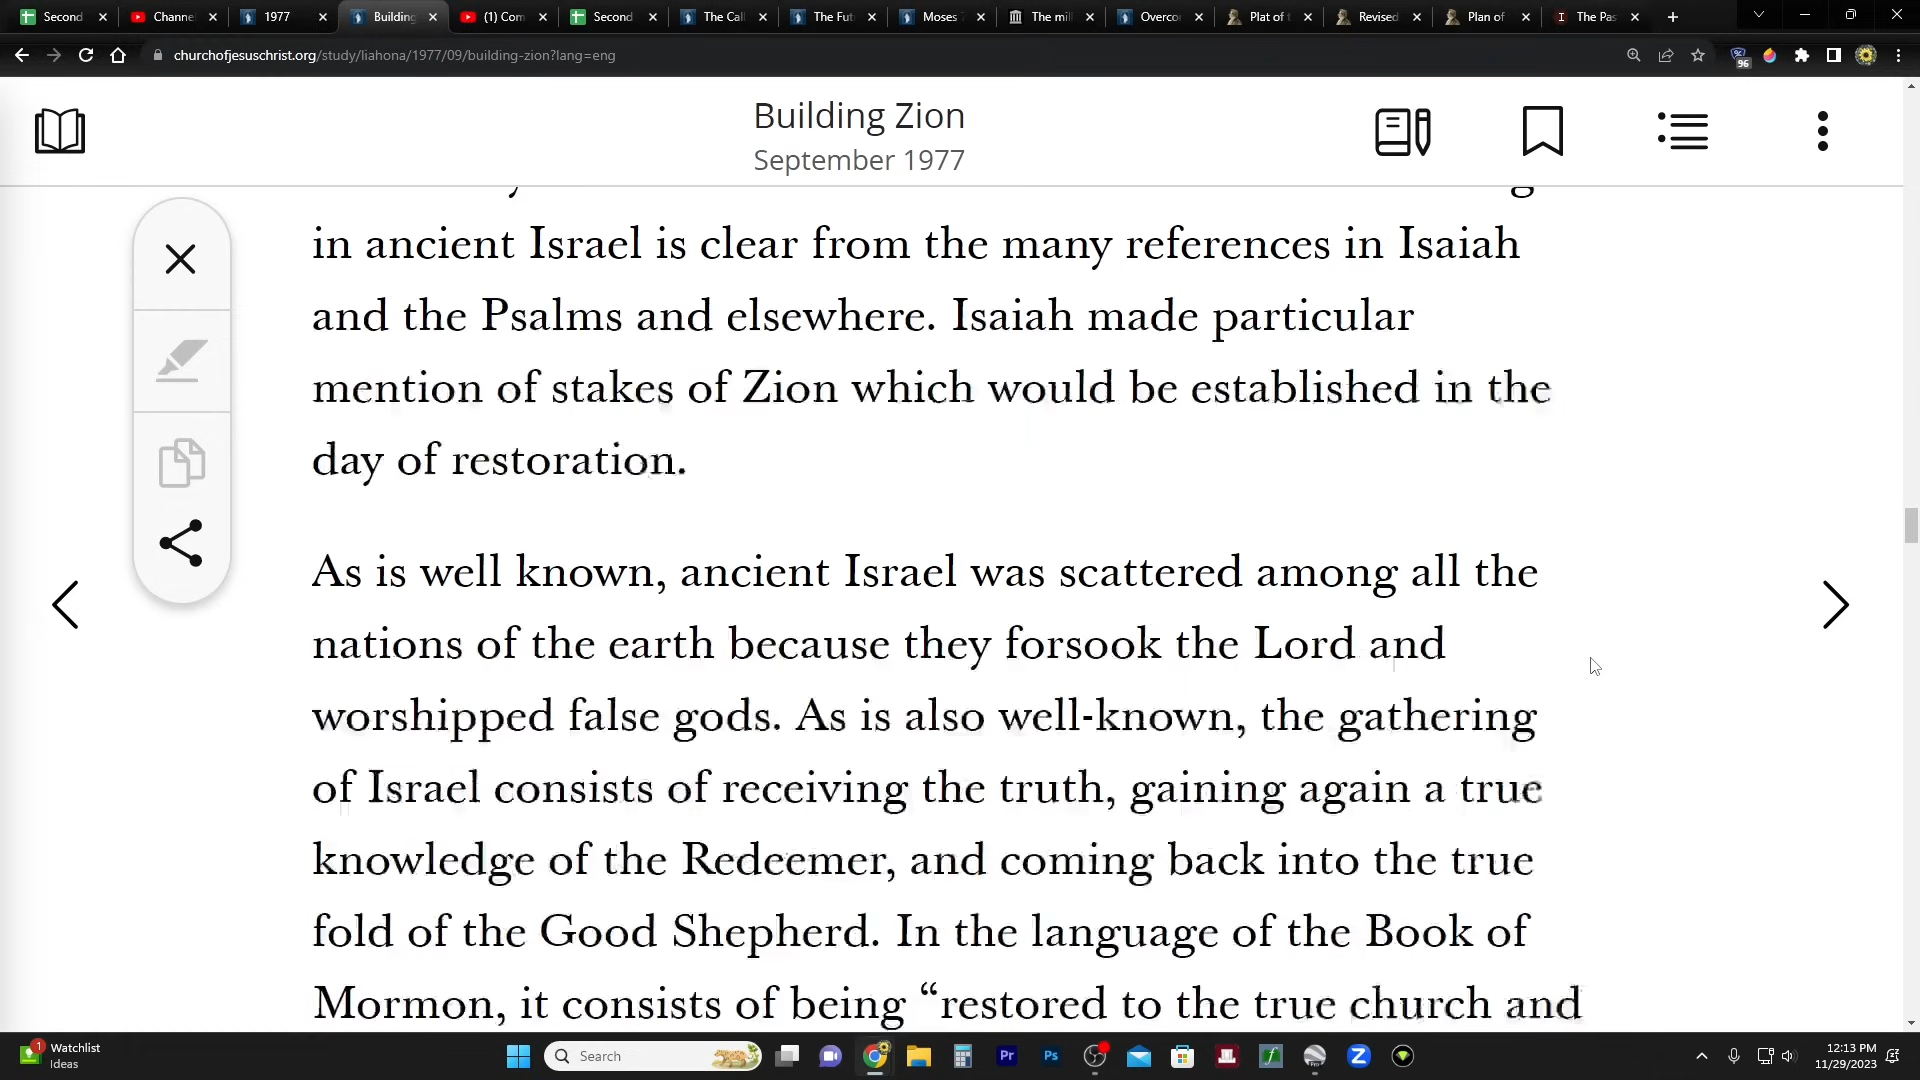 Second
Channe
1977
Building
(1) Com
Second
The Cal
The Fut
Moses 7
The mil
Overco
Plat of t
Revised
Plan of
The Pas
churchofjesuschrist.org/study/liahona/1977/09/building-zion?lang=eng
96
Building Zion
September 1977
in ancient Israel is clear from the many references in Isaiah
and the Psalms and elsewhere. Isaiah made particular
mention of stakes of Zion which would be established in the
day of restoration.
As is well known, ancient Israel was scattered among all the
nations of the earth because they forsook the Lord and
worshipped false gods. As is also well-known, the gathering
of Israel consists of receiving the truth, gaining again a true
knowledge of the Redeemer, and coming back into the true
fold of the Good Shepherd. In the language of the Book of
Mormon, it consists of being “restored to the true church and
1
Watchlist
Ideas
Search
Pr
Ps
Z
12:13 PM
11/29/2023